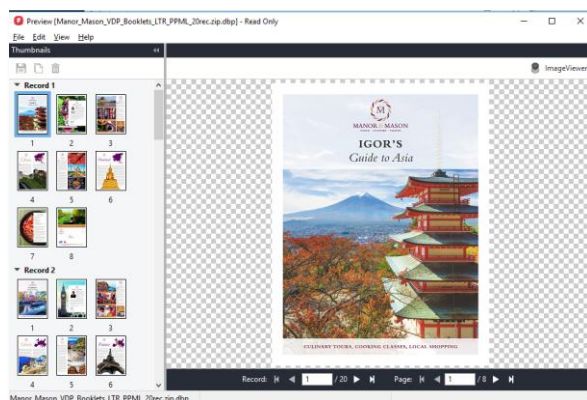 Preview [Manor_Mason_VDP_Booklets_LTR_PPML_20rec.zip.dbp] - Read Only
File Edit View Help
Thumbnails
ImageViewer
Record 1
1 2 3
4 5 6
7 8
Record 2
1 2 3
4 5 6
M
MANOR & MASON
IGOR'S
Guide to Asia
CULINARY TOURS, COOKING CLASSES, LOCAL SHOPPING
Record: 1 / 20 Page: 1 / 8
Manor_Mason_VDP_Booklets_LTR_PPML_20rec.zip.dbp